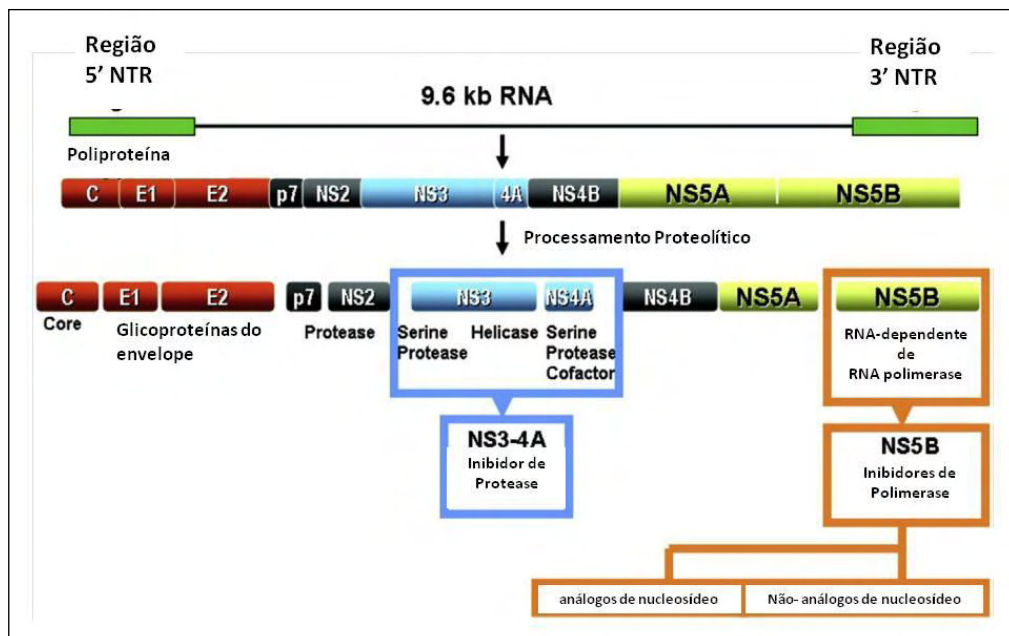 Região
5' NTR
Região
3' NTR
9.6 kb RNA
Poliproteína
C E1 E2 p7 NS2 NS3 4A NS4B NS5A NS5B
Processamento Proteolítico
C E1 E2 p7 NS2 NS3 NS4A NS4B NS5A NS5B
Core
Glicoproteínas do
envelope
Protease
Serine
Protease
Helicase
Serine
Protease
Cofactor
RNA-dependente
de
RNA polimerase
NS3-4A
Inibidor de
Protease
NS5B
Inibidores de
Polimerase
análogos de nucleosídeo
Não- análogos de nucleosídeo